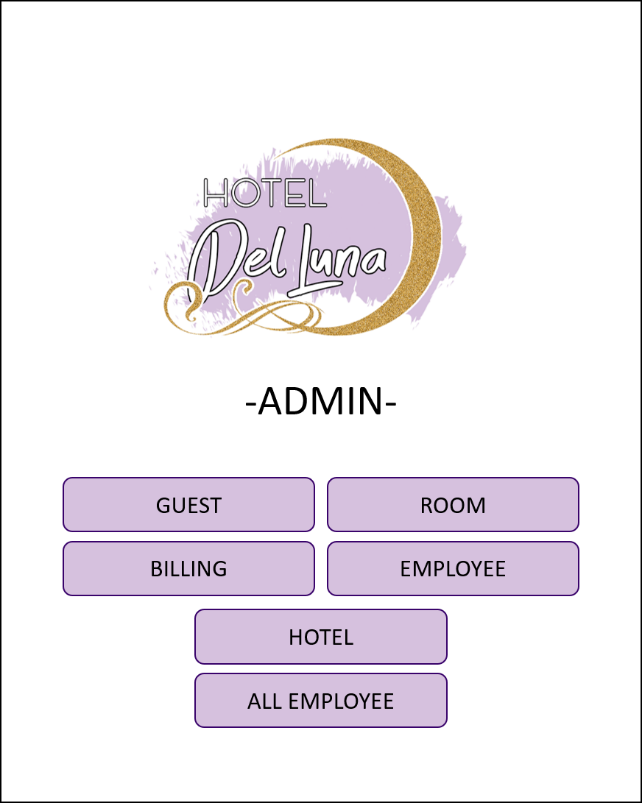 HOTEL
Del Luna
-ADMIN-
GUEST
ROOM
BILLING
EMPLOYEE
HOTEL
ALL EMPLOYEE